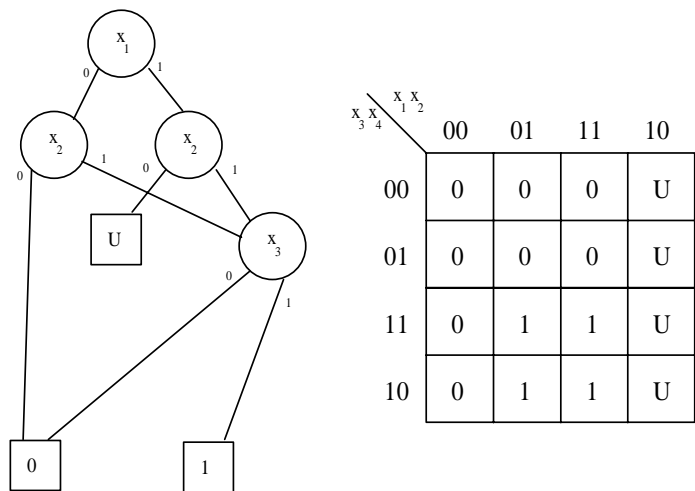 x1
0 1
x2 x2
0 1 0 1
U
x3
0 1
0 1
x1 x2
x3 x4
00 01 11 10
00 0 0 0 U
01 0 0 0 U
11 0 1 1 U
10 0 1 1 U